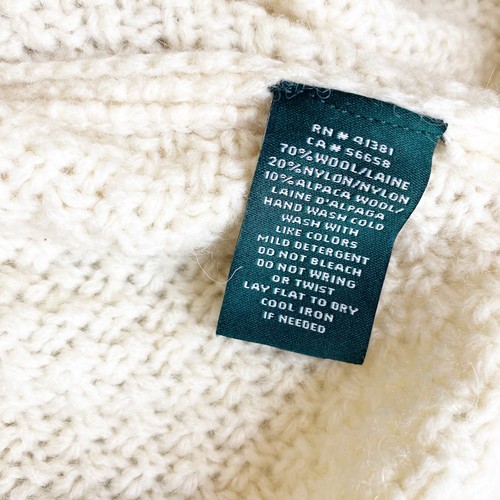 RN # 41381
CA # 56658
70% WOOL/LAINE
20% NYLON/NYLON
10% ALPACA WOOL/
LAINE D'ALPAGA
HAND WASH COLD
WASH WITH
LIKE COLORS
MILD DETERGENT
DO NOT BLEACH
DO NOT WRING
OR TWIST
LAY FLAT TO DRY
COOL IRON
IF NEEDED